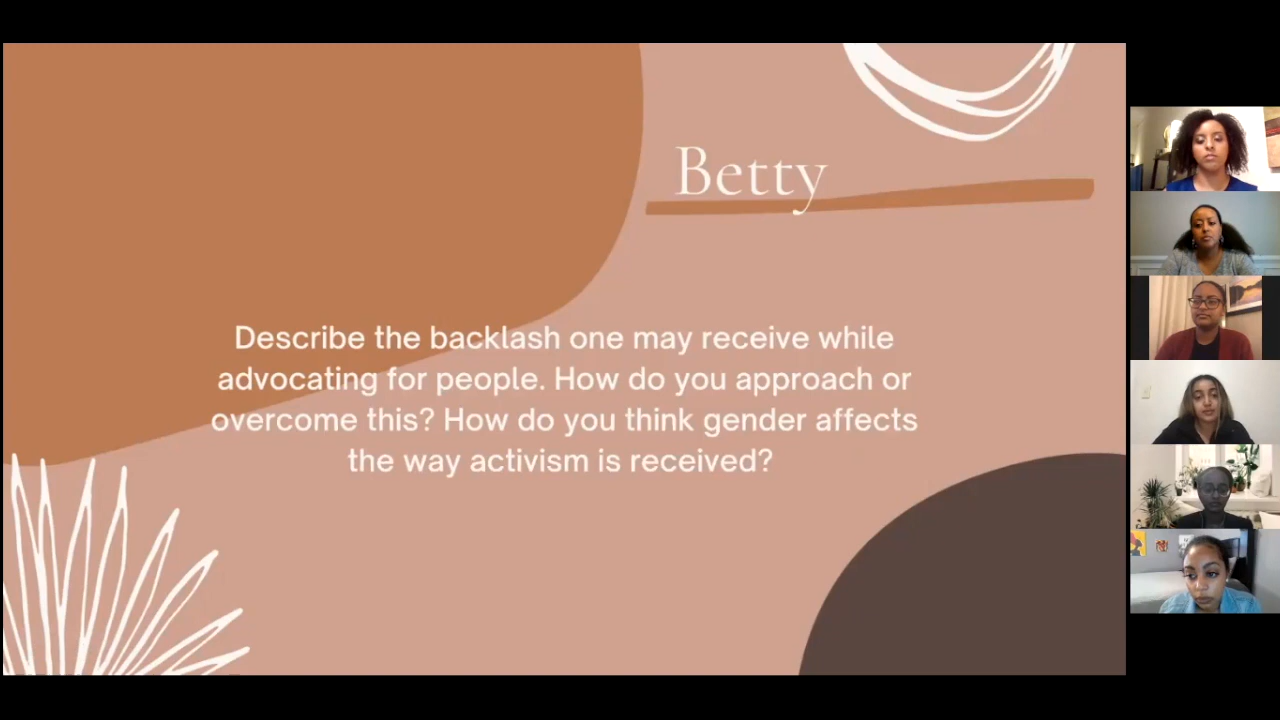 Betty
Describe the backlash one may receive while
advocating for people. How do you approach or
overcome this? How do you think gender affects
the way activism is received?